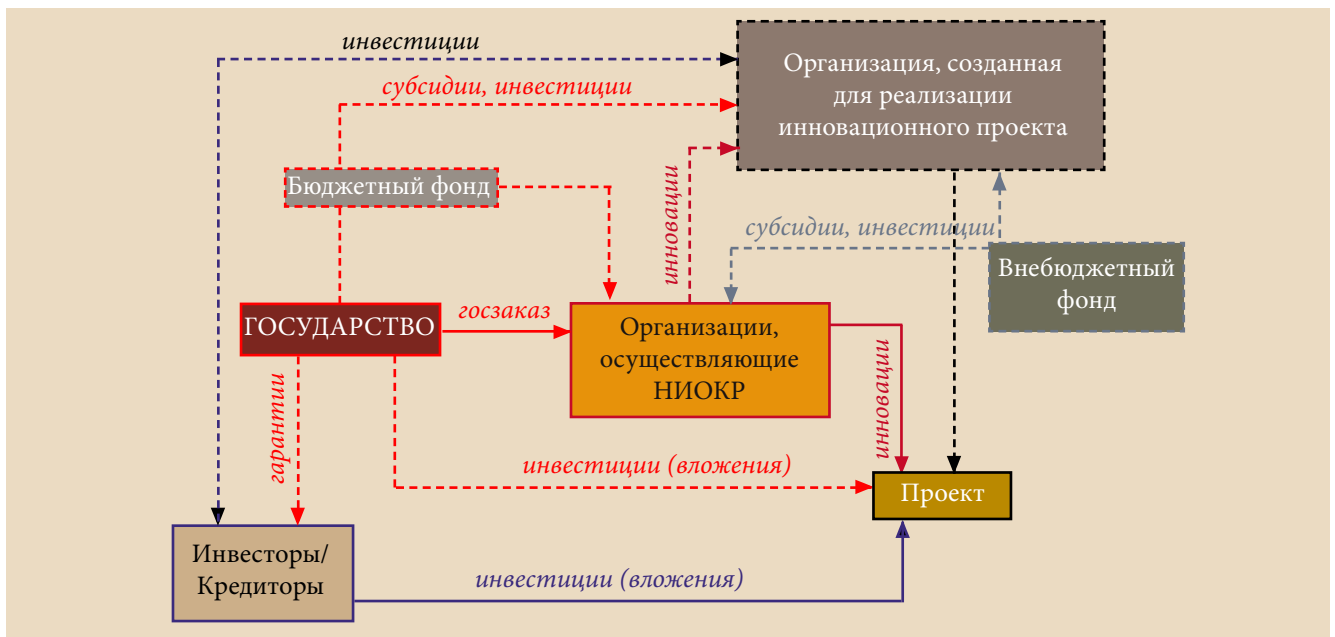 инвестиции
Организация, созданная
для реализации
инновационного проекта
субсидии, инвестиции
Бюджетный фонд
инновации
субсидии, инвестиции
Внебюджетный
фонд
ГОСУДАРСТВО
госзаказ
Организации,
осуществляющие
НИОКР
инновации
гарантии
инвестиции (вложения)
Проект
Инвесторы/
Кредиторы
инвестиции (вложения)